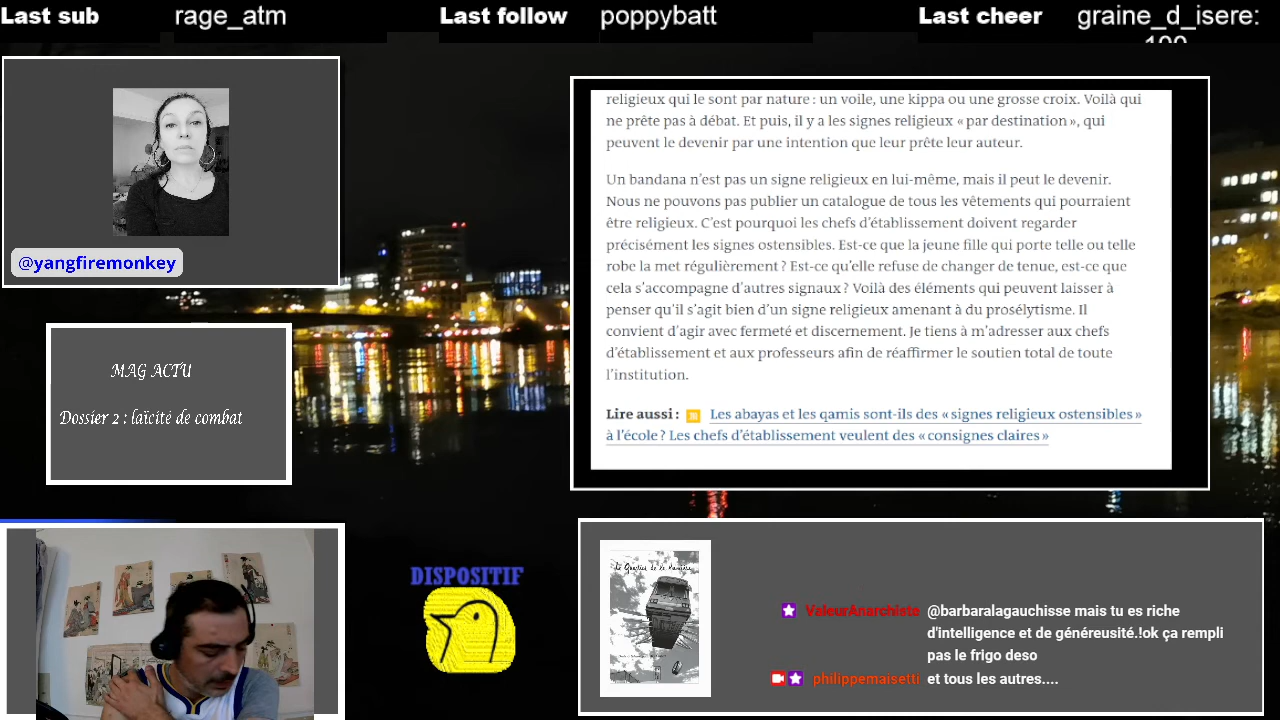 Last sub
rage_atm
Last follow
poppybatt
Last cheer
graine_d_isere:
@yangfiremonkey
MAG ACTU
Dossier 2 : laïcité de combat
religieux qui le sont par nature : un voile, une kippa ou une grosse croix. Voilà qui
ne prête pas à débat. Et puis, il y a les signes religieux « par destination », qui
peuvent le devenir par une intention que leur prête leur auteur.
Un bandana n'est pas un signe religieux en lui-même, mais il peut le devenir.
Nous ne pouvons pas publier un catalogue de tous les vêtements qui pourraient
être religieux. C'est pourquoi les chefs d'établissement doivent regarder
précisément les signes ostensibles. Est-ce que la jeune fille qui porte telle ou telle
robe la met régulièrement ? Est-ce qu'elle refuse de changer de tenue, est-ce que
cela s'accompagne d'autres signaux ? Voilà des éléments qui peuvent laisser à
penser qu'il s'agit bien d'un signe religieux amenant à du prosélytisme. Il
convient d'agir avec fermeté et discernement. Je tiens à m'adresser aux chefs
d'établissement et aux professeurs afin de réaffirmer le soutien total de toute
l'institution.
Lire aussi : Les abayas et les qamis sont-ils des « signes religieux ostensibles »
à l'école ? Les chefs d'établissement veulent des « consignes claires »
DISPOSITIF
ValeurAnarchiste @barbaralagauchisse mais tu es riche
d'intelligence et de généreusité.!ok ça rempli
pas le frigo deso
philippemaisetti et tous les autres....